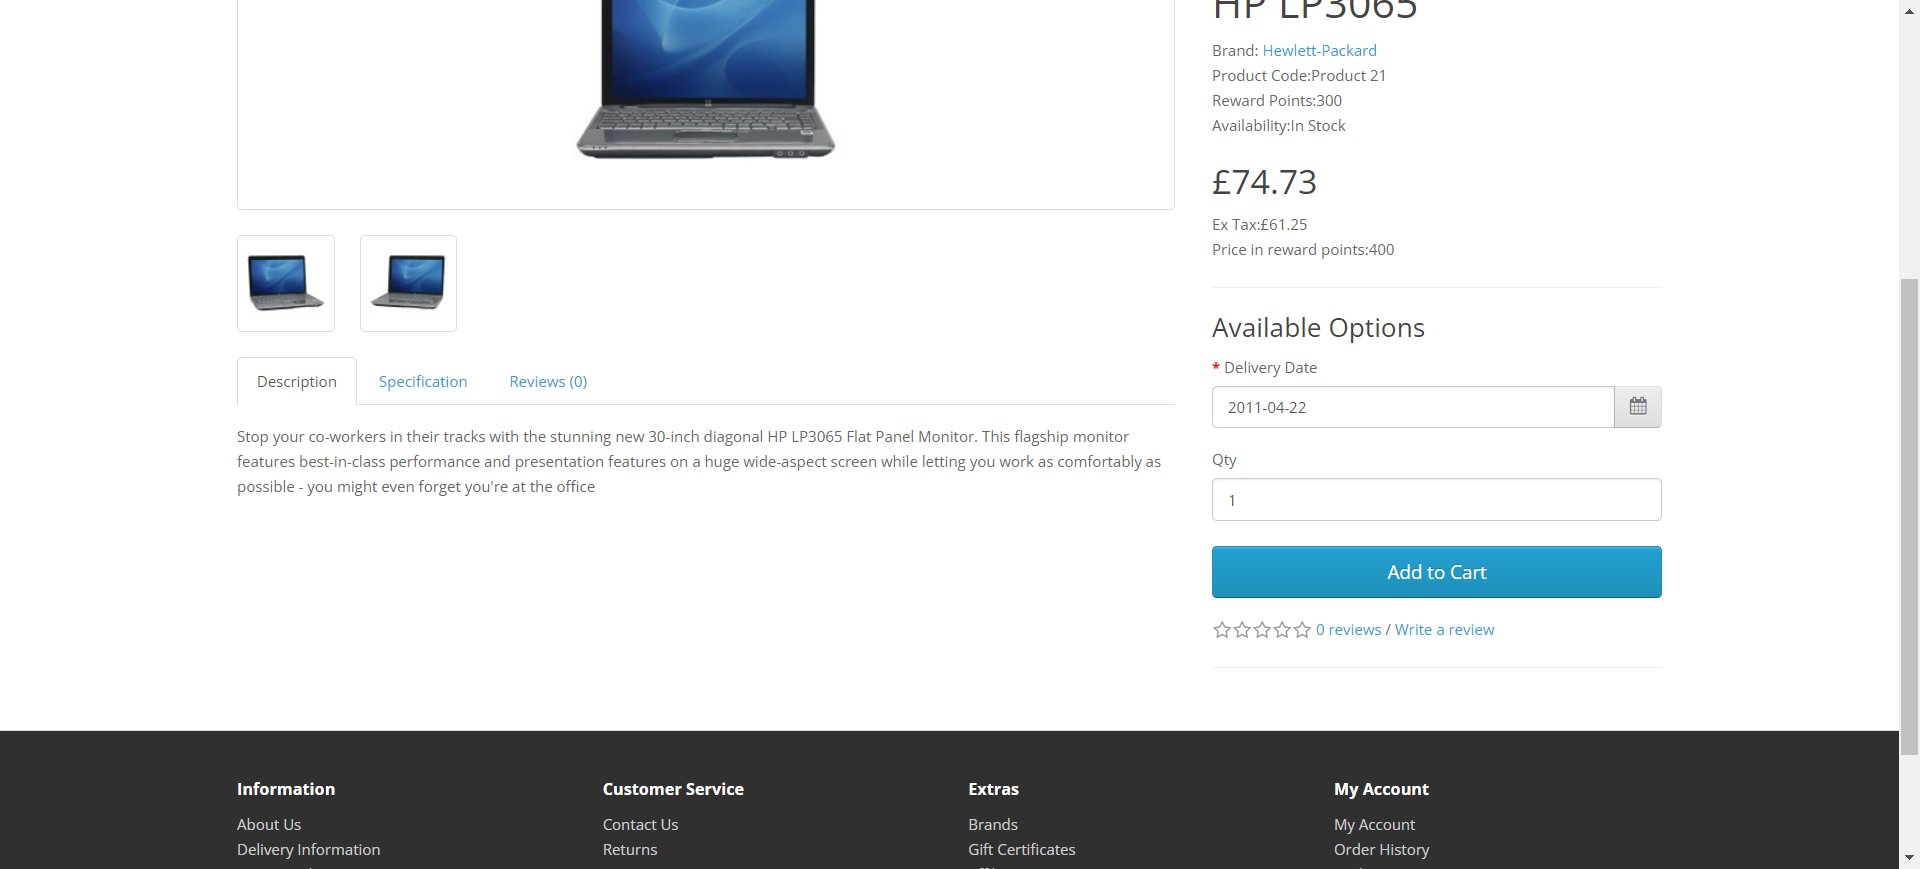 HP LP3065
Brand: Hewlett-Packard
Product Code:Product 21
Reward Points:300
Availability:In Stock
£74.73
Ex Tax:£61.25
Price in reward points:400
Available Options
* Delivery Date
2011-04-22
Qty
1
Add to Cart
0 reviews / Write a review
Description Specification Reviews (0)
Stop your co-workers in their tracks with the stunning new 30-inch diagonal HP LP3065 Flat Panel Monitor. This flagship monitor
features best-in-class performance and presentation features on a huge wide-aspect screen while letting you work as comfortably as
possible - you might even forget you're at the office
Information
About Us
Delivery Information
Customer Service
Contact Us
Returns
Extras
Brands
Gift Certificates
My Account
My Account
Order History